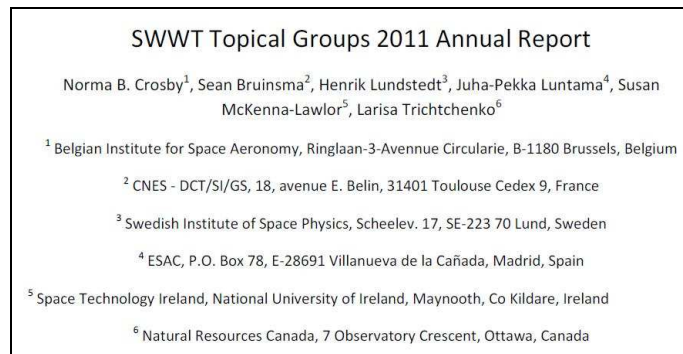 SWWT Topical Groups 2011 Annual Report
Norma B. Crosby¹, Sean Bruinsma², Henrik Lundstedt³, Juha-Pekka Luntama⁴, Susan
McKenna-Lawlor⁵, Larisa Trichtchenko⁶
¹ Belgian Institute for Space Aeronomy, Ringlaan-3-Avennue Circularie, B-1180 Brussels, Belgium
² CNES - DCT/SI/GS, 18, avenue E. Belin, 31401 Toulouse Cedex 9, France
³ Swedish Institute of Space Physics, Scheelev. 17, SE-223 70 Lund, Sweden
⁴ ESAC, P.O. Box 78, E-28691 Villanueva de la Cañada, Madrid, Spain
⁵ Space Technology Ireland, National University of Ireland, Maynooth, Co Kildare, Ireland
⁶ Natural Resources Canada, 7 Observatory Crescent, Ottawa, Canada